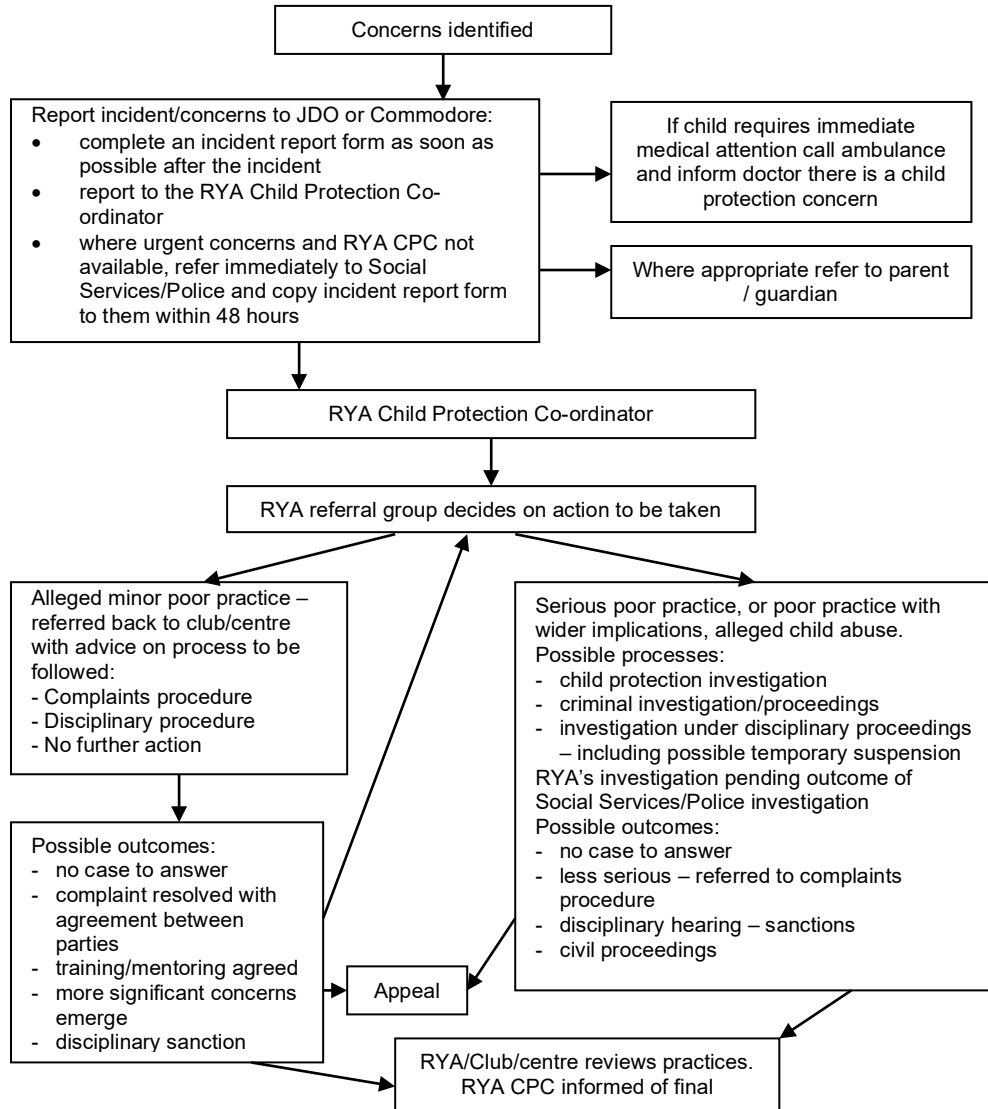 Concerns identified
Report incident/concerns to JDO or Commodore:
• complete an incident report form as soon as
possible after the incident
• report to the RYA Child Protection Co-
ordinator
• where urgent concerns and RYA CPC not
available, refer immediately to Social
Services/Police and copy incident report form
to them within 48 hours
If child requires immediate
medical attention call ambulance
and inform doctor there is a child
protection concern
Where appropriate refer to parent
/ guardian
RYA Child Protection Co-ordinator
RYA referral group decides on action to be taken
Alleged minor poor practice –
referred back to club/centre
with advice on process to be
followed:
- Complaints procedure
- Disciplinary procedure
- No further action
Serious poor practice, or poor practice with
wider implications, alleged child abuse.
Possible processes:
- child protection investigation
- criminal investigation/proceedings
- investigation under disciplinary proceedings
– including possible temporary suspension
RYA's investigation pending outcome of
Social Services/Police investigation
Possible outcomes:
- no case to answer
- less serious – referred to complaints
procedure
- disciplinary hearing – sanctions
- civil proceedings
Possible outcomes:
- no case to answer
- complaint resolved with
agreement between
parties
- training/mentoring agreed
- more significant concerns
emerge
- disciplinary sanction
Appeal
RYA/Club/centre reviews practices.
RYA CPC informed of final